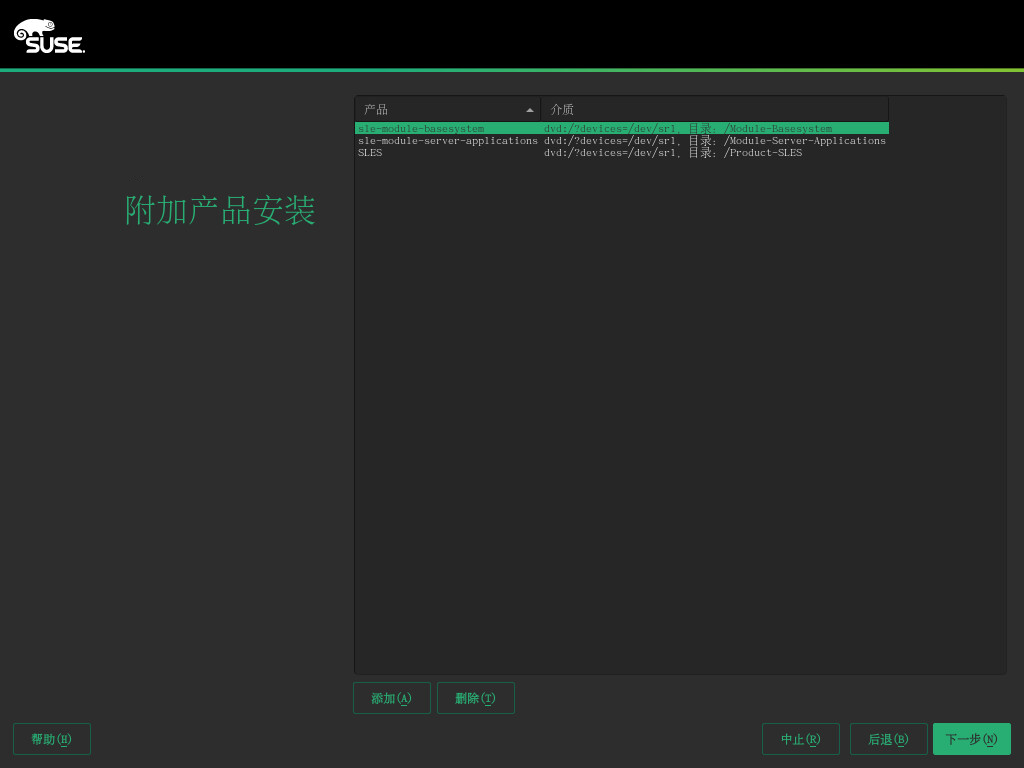 SUSE
产品 介质
sle-module-basesystem dvd:/?devices=/dev/sr1, 目录: /Module-Basesystem
sle-module-server-applications dvd:/?devices=/dev/sr1, 目录: /Module-Server-Applications
SLES dvd:/?devices=/dev/sr1, 目录: /Product-SLES
附加产品安装
添加(A) 删除(T)
帮助(H) 中止(R) 后退(B) 下一步(N)